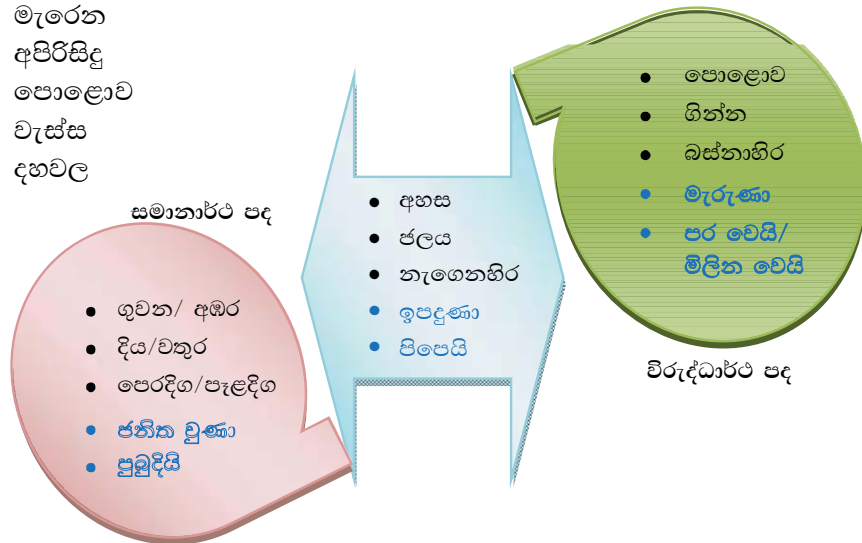 මැරෙන
අපිරිසිදු
පොළොව
වැස්ස
දහවල
සමානාර්ථ පද
• ගුවන/ අඹර
• දිය/වතුර
• පෙරදිග/පැළදිග
• ජනිත වුණා
• පුබුදියි
• අහස
• ජලය
• නැගෙනහිර
• ඉපදුණා
• පිපෙයි
• පොළොව
• ගින්න
• බස්නාහිර
• මැරුණා
• පර වෙයි/
මිලින වෙයි
විරුද්ධාර්ථ පද